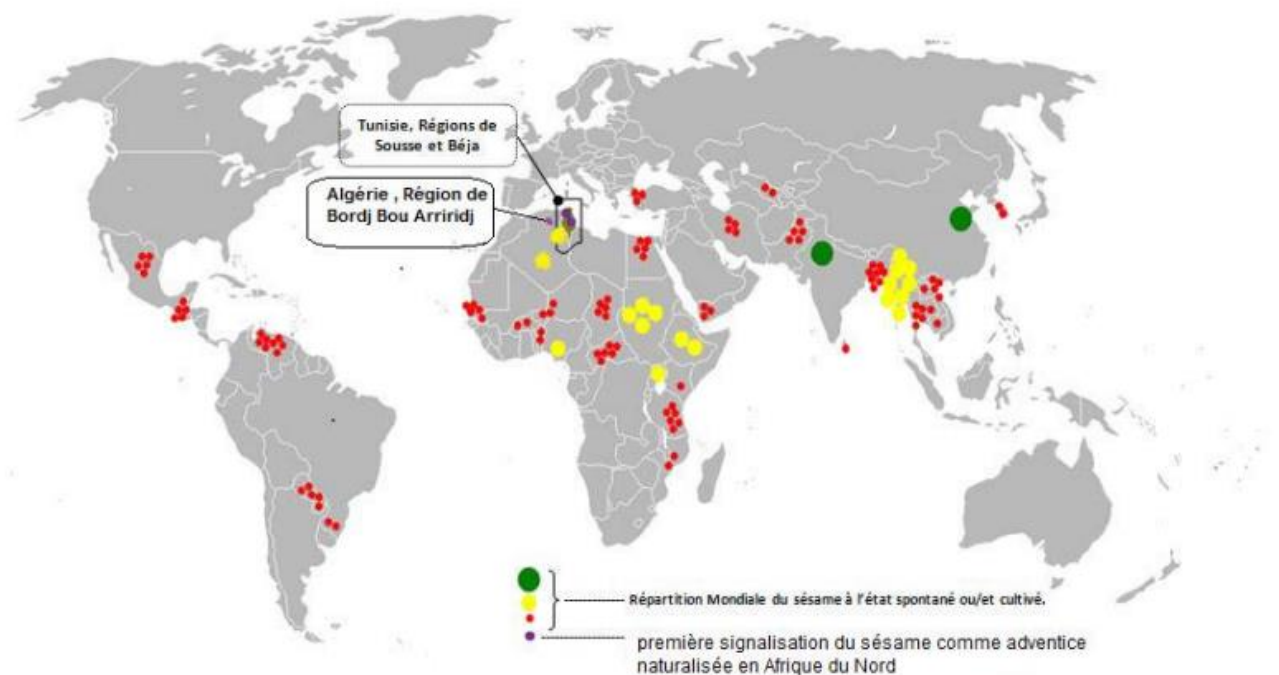 Tunisie, Régions de
Sousse et Béja
Algérie , Région de
Bordj Bou Arriridj
Répartition Mondiale du sésame à l'état spontané ou/et cultivé.
première signalisation du sésame comme adventice
naturalisée en Afrique du Nord